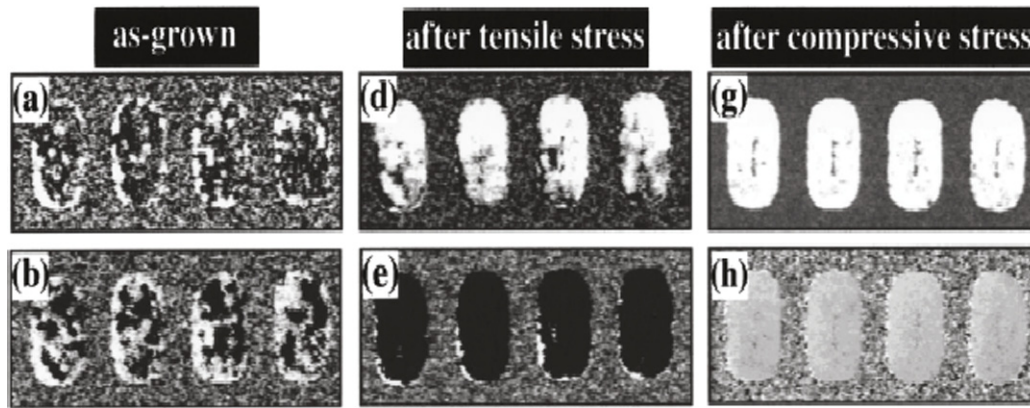 as-grown
after tensile stress
after compressive stress
(a)
(d)
(g)
(b)
(e)
(h)